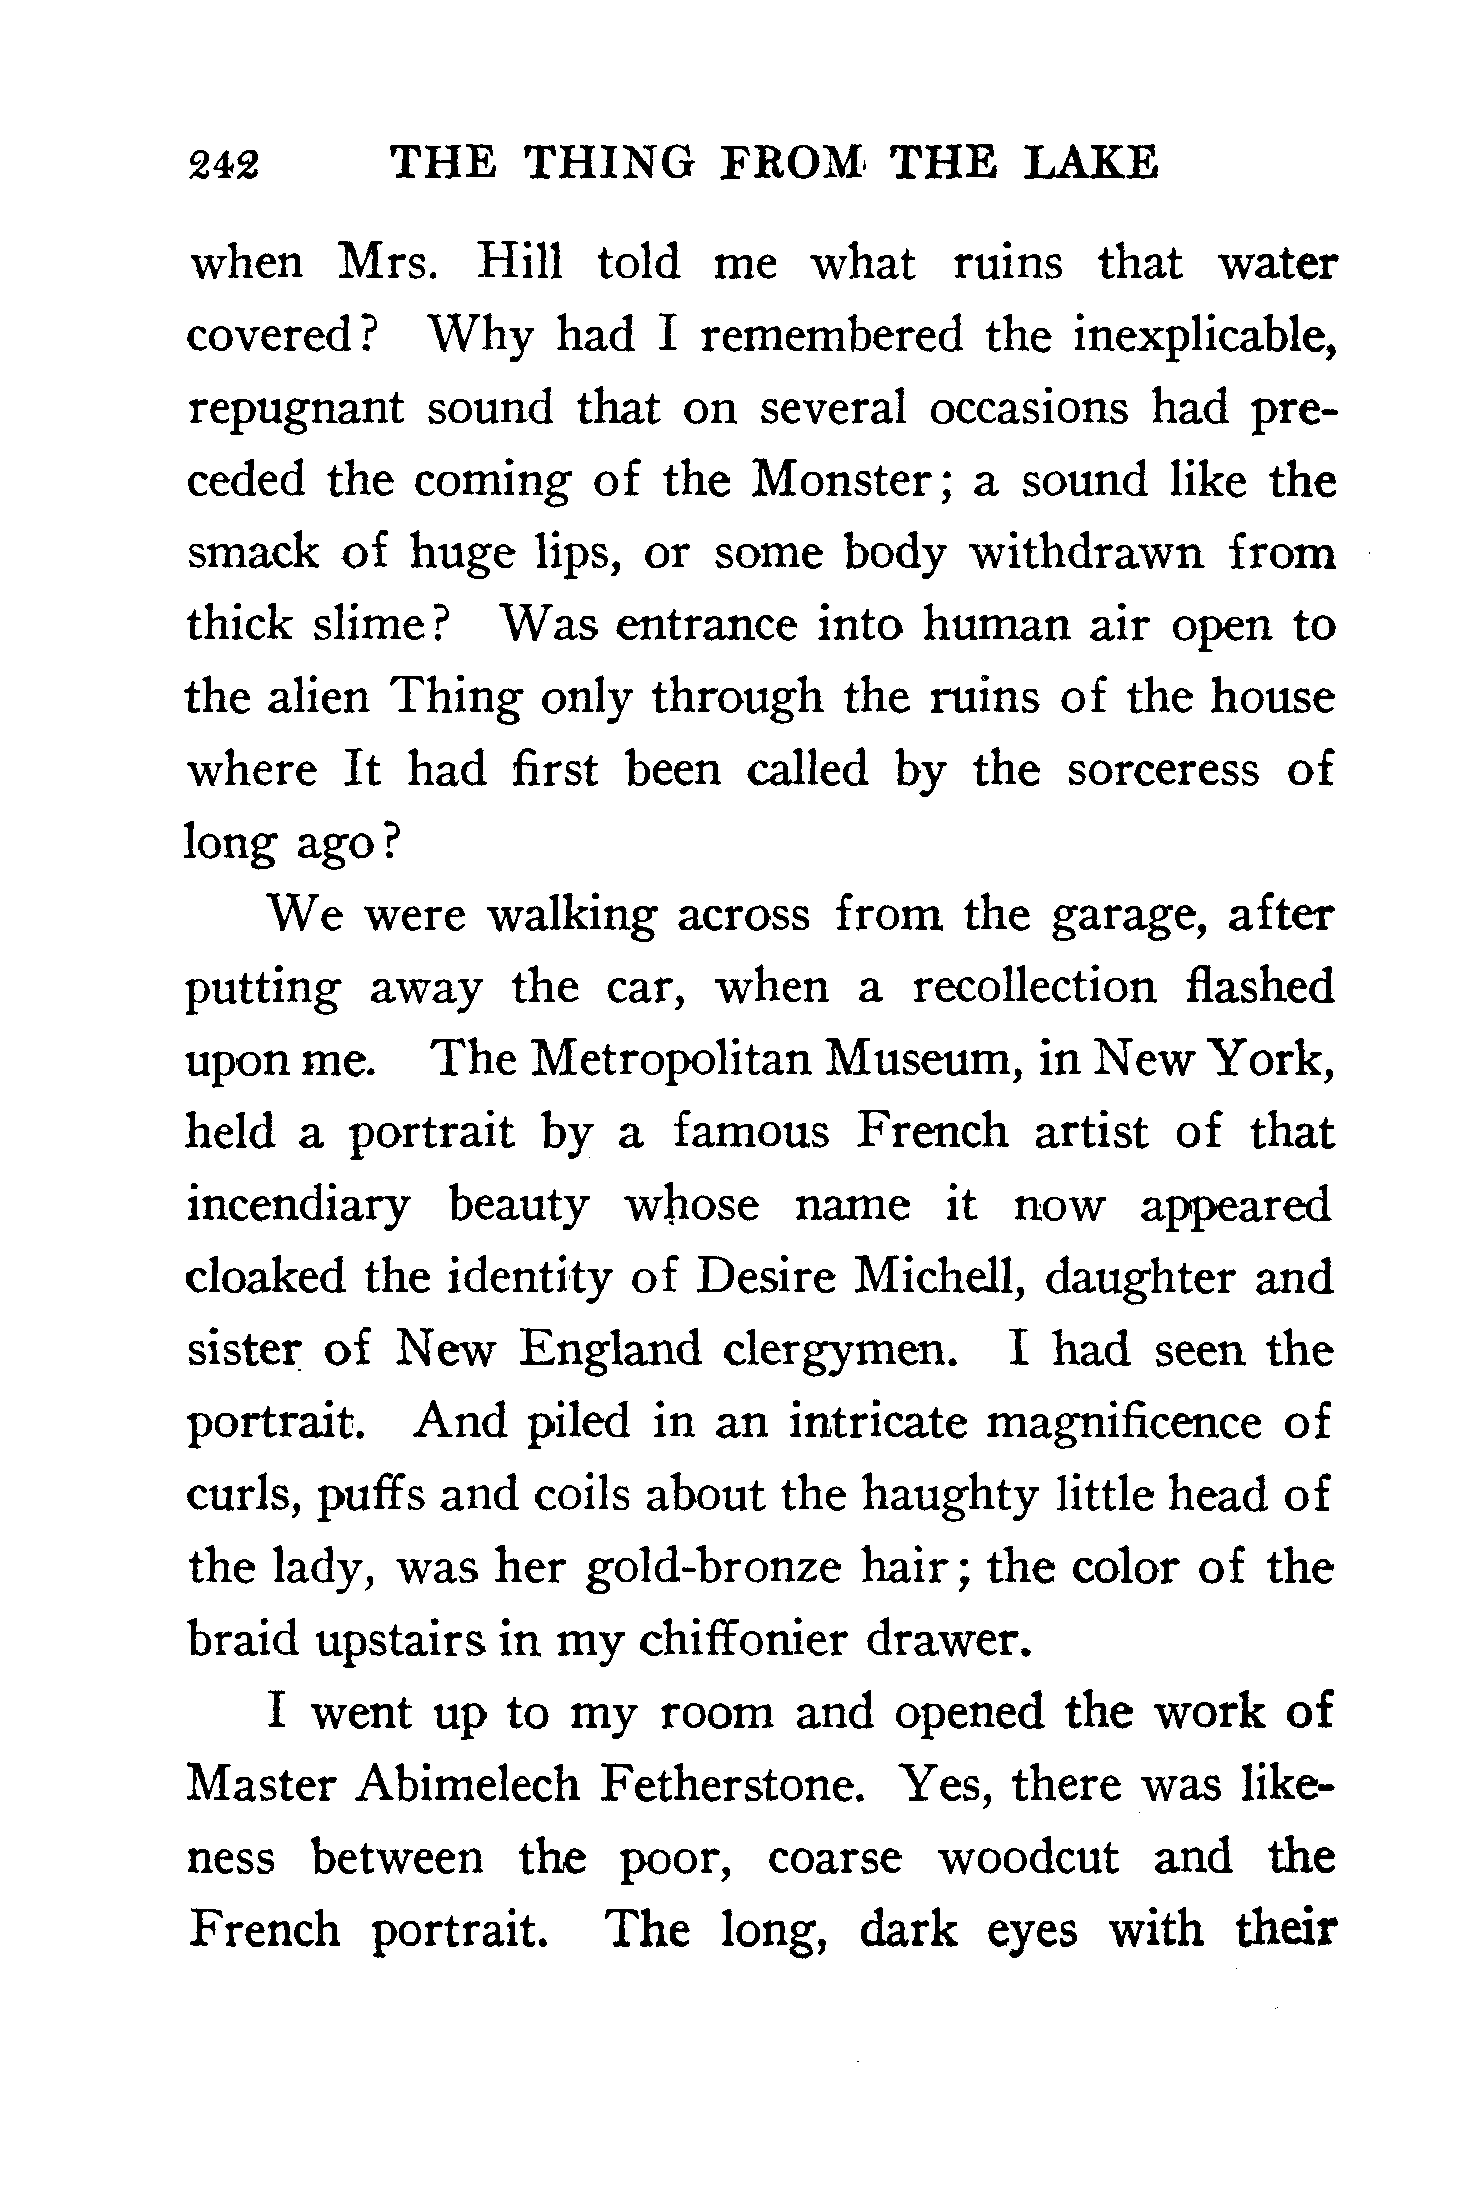 242 THE THING FROM THE LAKE
when Mrs. Hill told me what ruins that water
covered? Why had I remembered the inexplicable,
repugnant sound that on several occasions had pre-
ceded the coming of the Monster; a sound like the
smack of huge lips, or some body withdrawn from
thick slime? Was entrance into human air open to
the alien Thing only through the ruins of the house
where It had first been called by the sorceress of
long ago?
We were walking across from the garage, after
putting away the car, when a recollection flashed
upon me. The Metropolitan Museum, in New York,
held a portrait by a famous French artist of that
incendiary beauty whose name it now appeared
cloaked the identity of Desire Michell, daughter and
sister of New England clergymen. I had seen the
portrait. And piled in an intricate magnificence of
curls, puffs and coils about the haughty little head of
the lady, was her gold-bronze hair; the color of the
braid upstairs in my chiffonier drawer.
I went up to my room and opened the work of
Master Abimelech Fetherstone. Yes, there was like-
ness between the poor, coarse woodcut and the
French portrait. The long, dark eyes with their